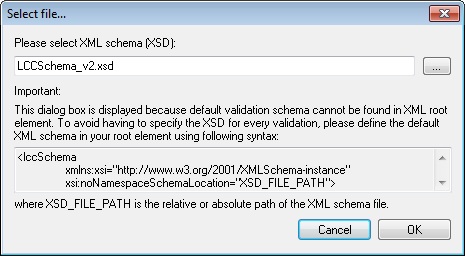 Select file...
Please select XML schema (XSD):
LCCSchema_v2.xsd
...
Important:
This dialog box is displayed because default validation schema cannot be found in XML root
element. To avoid having to specify the XSD for every validation, please define the default
XML schema in your root element using following syntax:
<lccSchema
xmlns:xsi="http://www.w3.org/2001/XMLSchema-instance"
xsi:noNamespaceSchemaLocation="XSD_FILE_PATH">
where XSD_FILE_PATH is the relative or absolute path of the XML schema file.
Cancel
OK